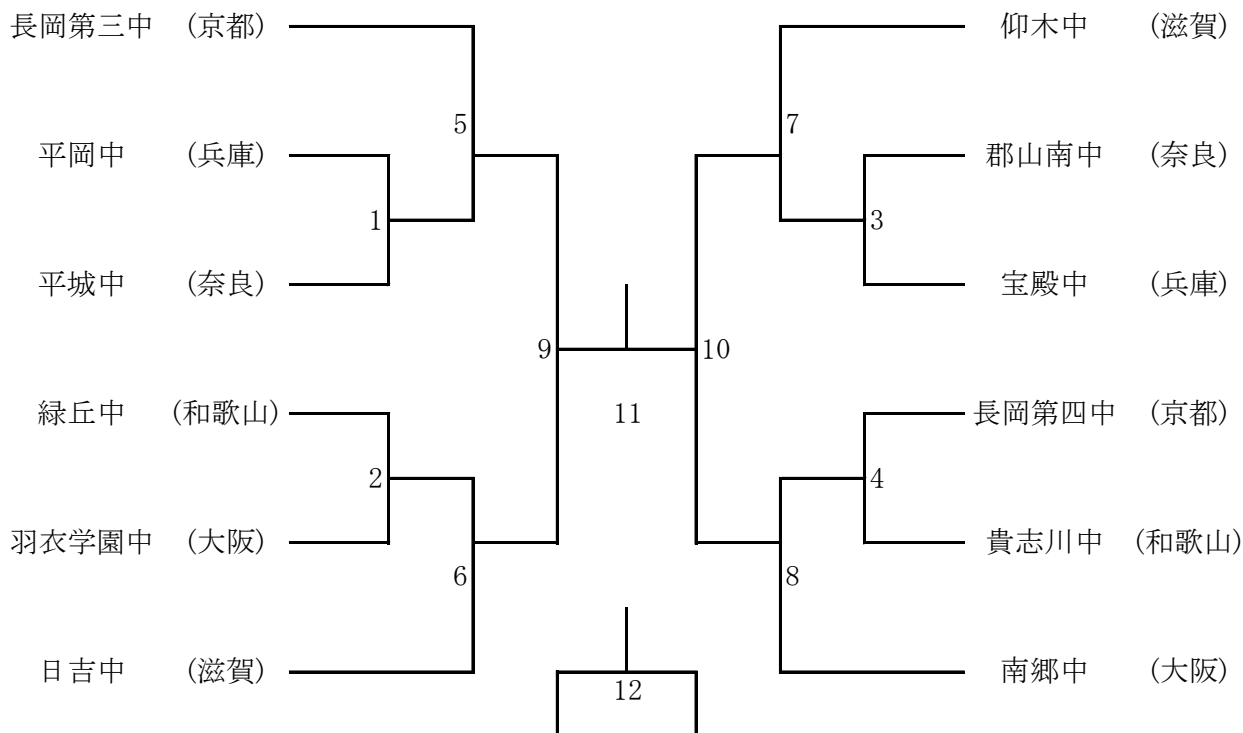 長岡第三中 (京都) 仰木中 (滋賀)
5 7
平岡中 (兵庫) 郡山南中 (奈良)
1 3
平城中 (奈良) 宝殿中 (兵庫)
9 10
緑丘中 (和歌山) 11 長岡第四中 (京都)
2 4
羽衣学園中 (大阪) 貴志川中 (和歌山)
6 8
日吉中 (滋賀) 南郷中 (大阪)
12